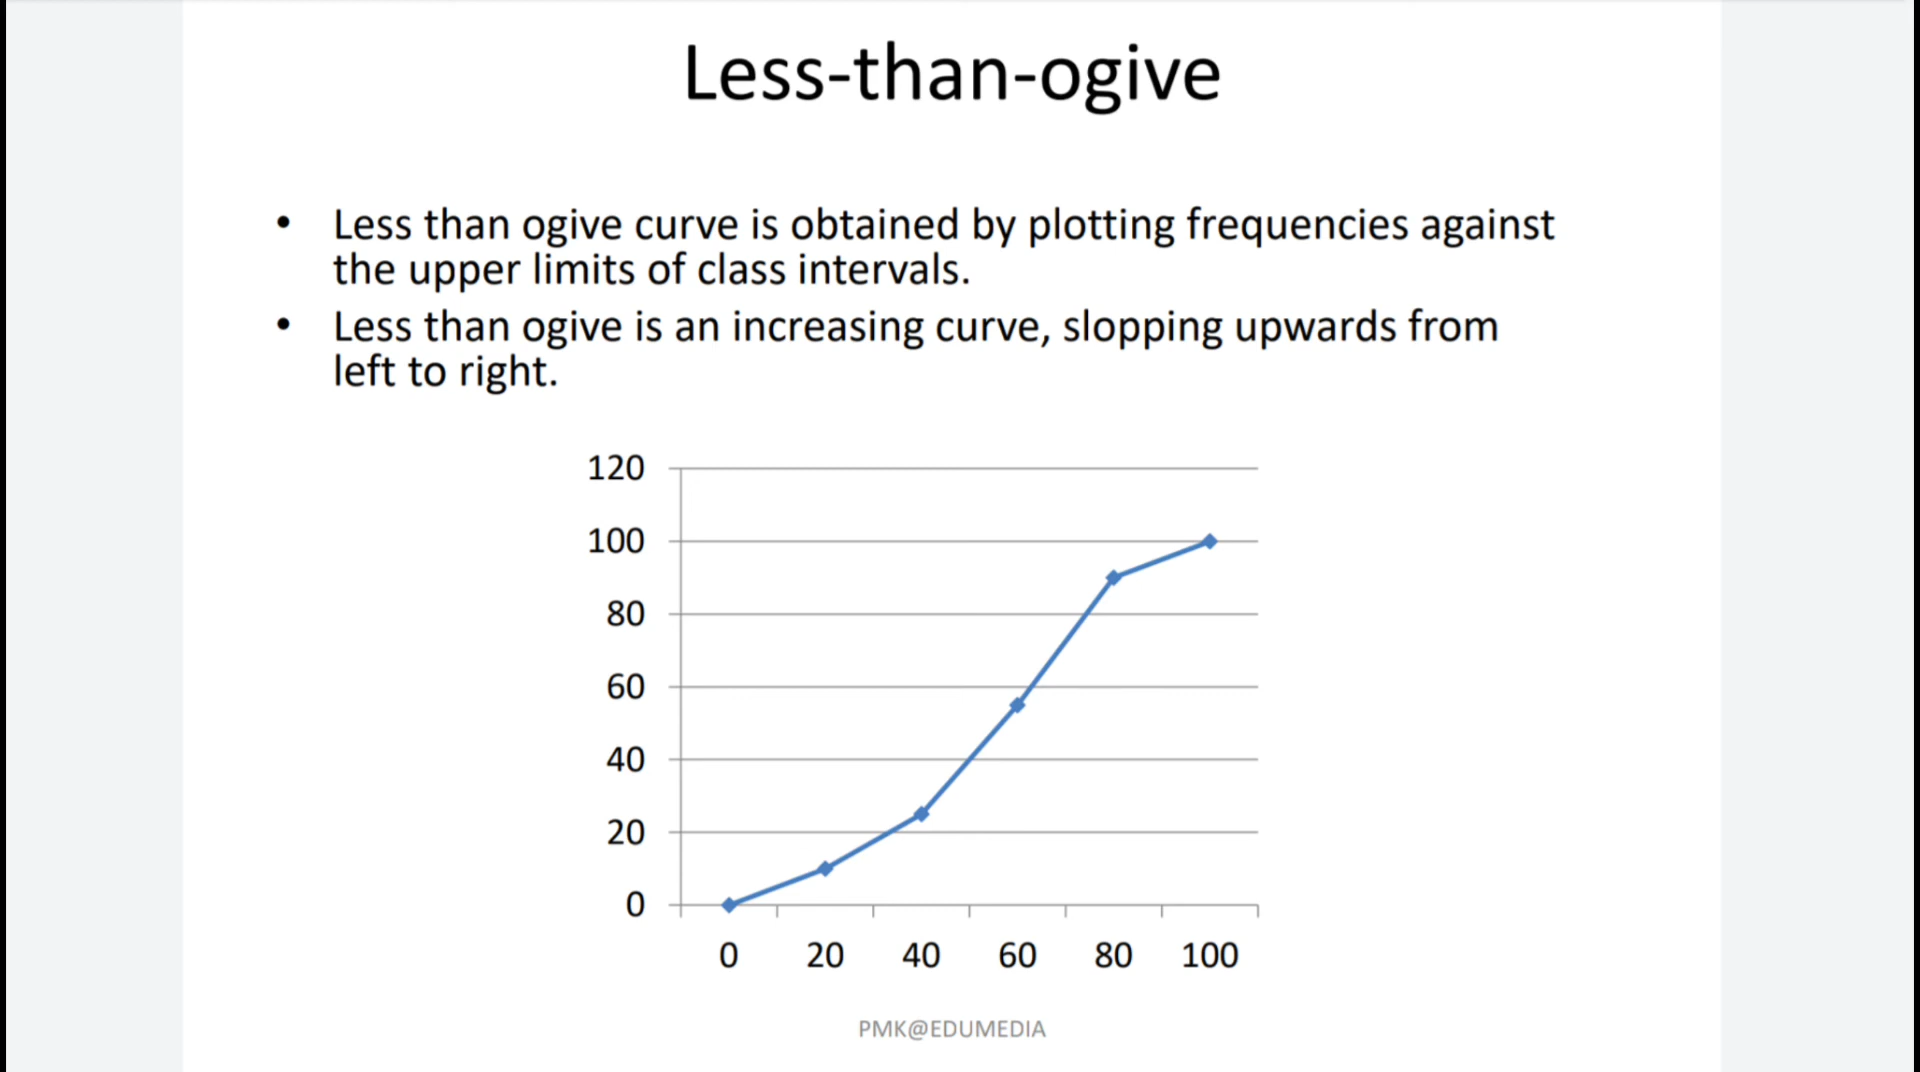 Less-than-ogive
• Less than ogive curve is obtained by plotting frequencies against
the upper limits of class intervals.
• Less than ogive is an increasing curve, slopping upwards from
left to right.
120
100
80
60
40
20
0
0 20 40 60 80 100
PMK@EDUMEDIA